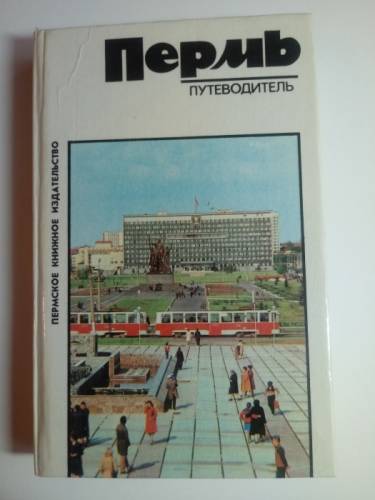 Пермь
ПУТЕВОДИТЕЛЬ
ПЕРМСКОЕ КНИЖНОЕ ИЗДАТЕЛЬСТВО